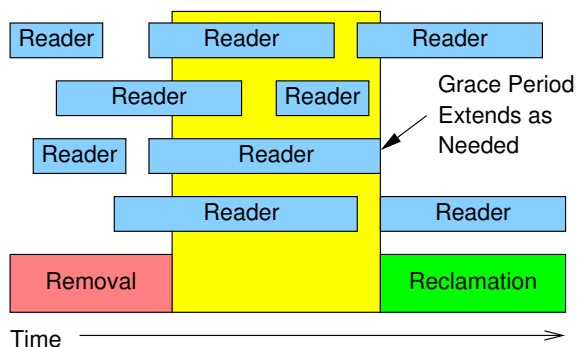 Reader Reader Reader
Reader Reader
Reader Reader
Reader Reader
Grace Period
Extends as
Needed
Removal Reclamation
Time